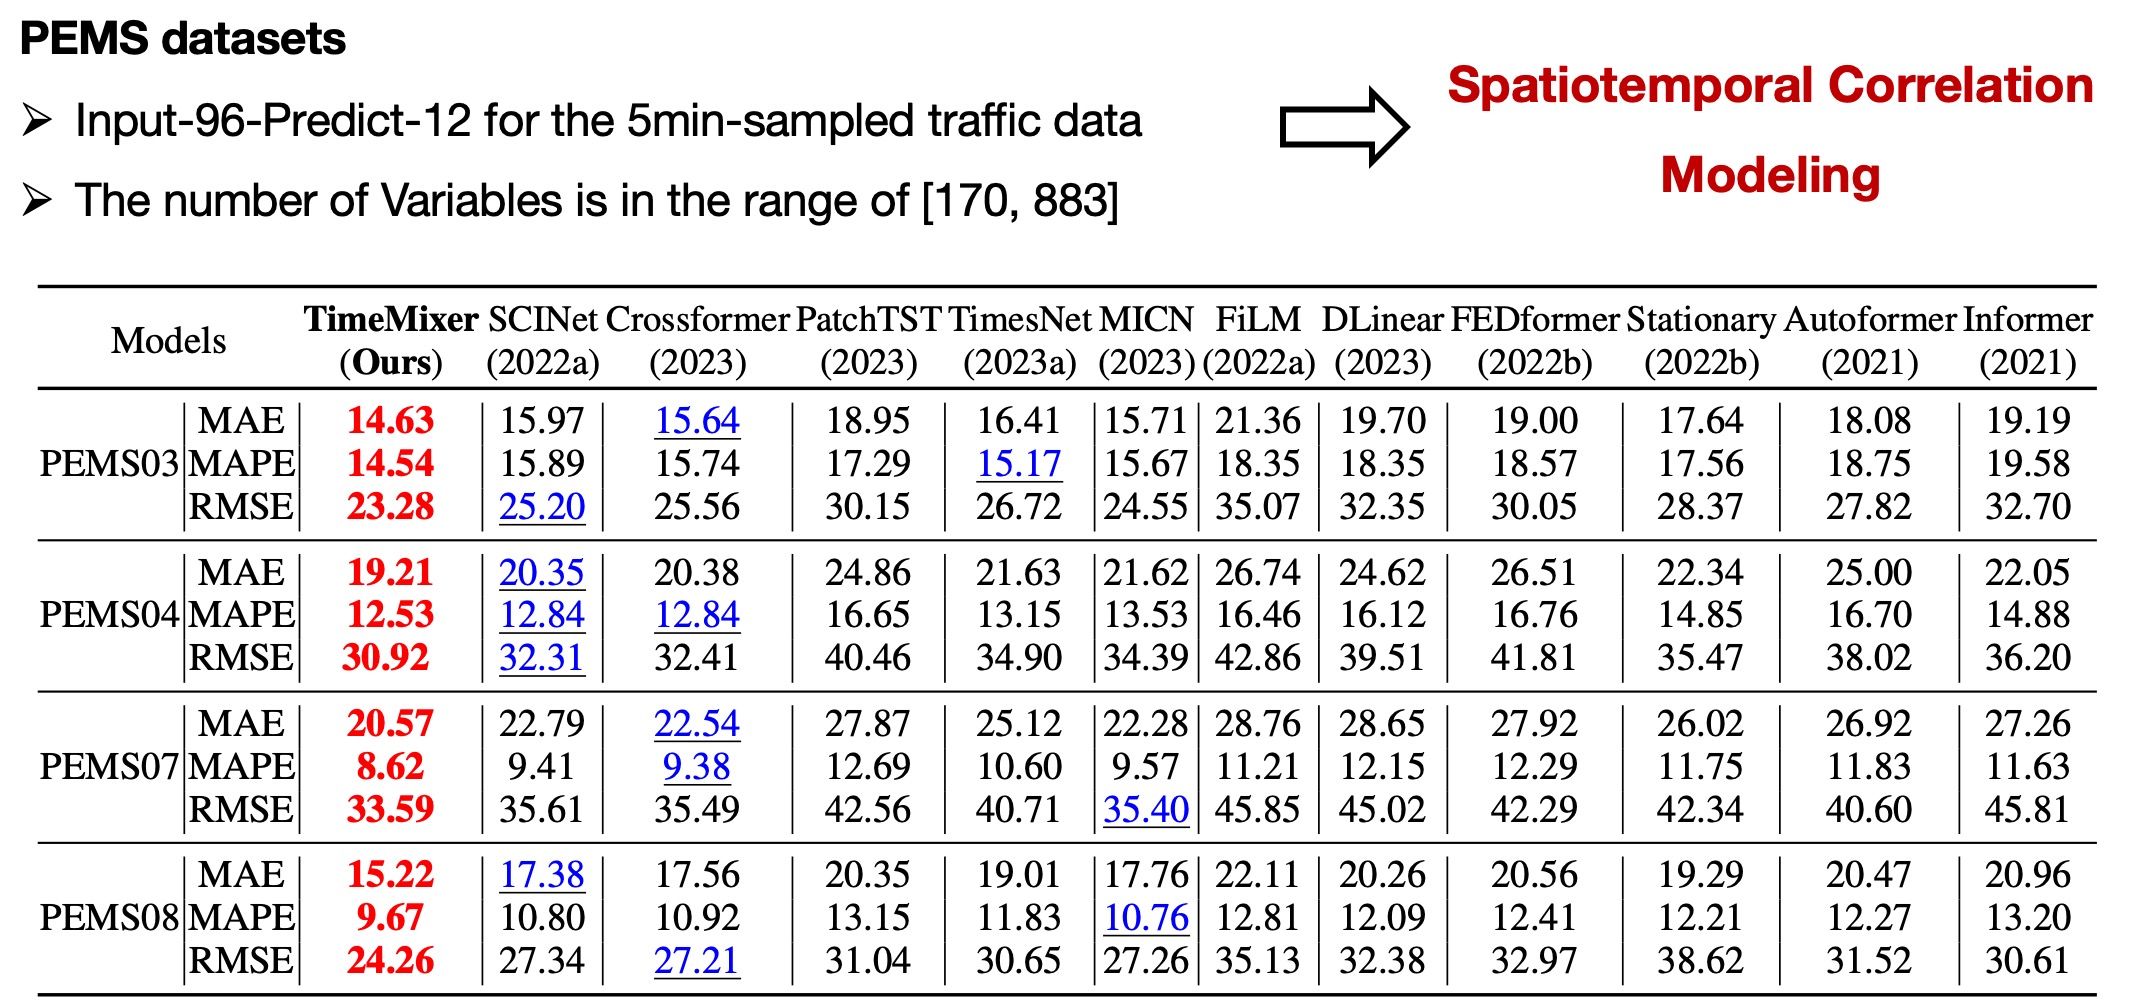 PEMS datasets
➢ Input-96-Predict-12 for the 5min-sampled traffic data
➢ The number of Variables is in the range of [170, 883]
Spatiotemporal Correlation
Modeling
Models TimeMixer SCINet Crossformer PatchTST TimesNet MICN FiLM DLinear FEDformer Stationary Autoformer Informer
(Ours) (2022a) (2023) (2023) (2023a) (2023) (2022a) (2023) (2022b) (2022b) (2021) (2021)
MAE 14.63 15.97 15.64 18.95 16.41 15.71 21.36 19.70 19.00 17.64 18.08 19.19
PEMS03 MAPE 14.54 15.89 15.74 17.29 15.17 15.67 18.35 18.35 18.57 17.56 18.75 19.58
RMSE 23.28 25.20 25.56 30.15 26.72 24.55 35.07 32.35 30.05 28.37 27.82 32.70
MAE 19.21 20.35 20.38 24.86 21.63 21.62 26.74 24.62 26.51 22.34 25.00 22.05
PEMS04 MAPE 12.53 12.84 12.84 16.65 13.15 13.53 16.46 16.12 16.76 14.85 16.70 14.88
RMSE 30.92 32.31 32.41 40.46 34.90 34.39 42.86 39.51 41.81 35.47 38.02 36.20
MAE 20.57 22.79 22.54 27.87 25.12 22.28 28.76 28.65 27.92 26.02 26.92 27.26
PEMS07 MAPE 8.62 9.41 9.38 12.69 10.60 9.57 11.21 12.15 12.29 11.75 11.83 11.63
RMSE 33.59 35.61 35.49 42.56 40.71 35.40 45.85 45.02 42.29 42.34 40.60 45.81
MAE 15.22 17.38 17.56 20.35 19.01 17.76 22.11 20.26 20.56 19.29 20.47 20.96
PEMS08 MAPE 9.67 10.80 10.92 13.15 11.83 10.76 12.81 12.09 12.41 12.21 12.27 13.20
RMSE 24.26 27.34 27.21 31.04 30.65 27.26 35.13 32.38 32.97 38.62 31.52 30.61